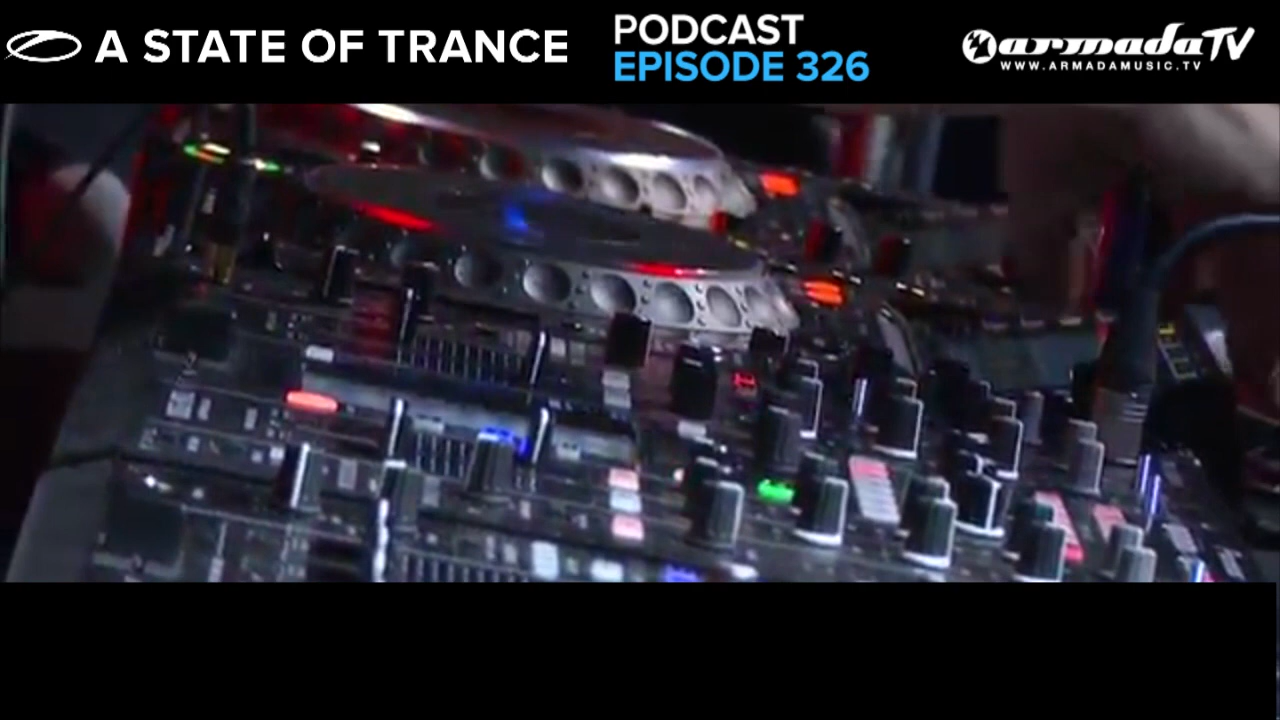 A STATE OF TRANCE
PODCAST
EPISODE 326
armadaTV
WWW.ARMADAMUSIC.TV